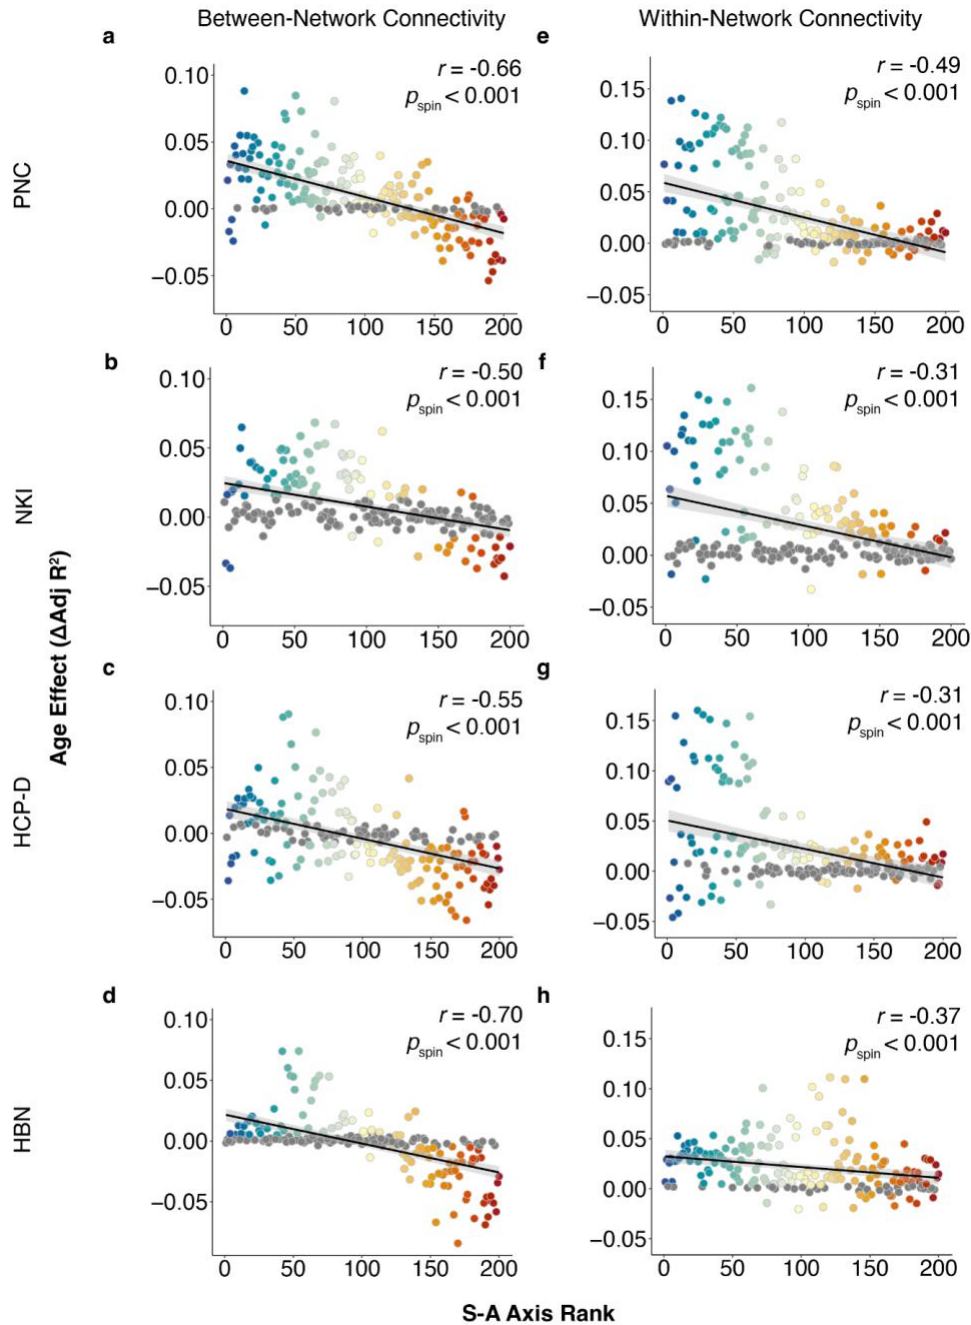 Between-Network Connectivity
Within-Network Connectivity
PNC
NKI
HCP-D
HBN
Age Effect (ΔAdj R²)
a
r = -0.66
pspin < 0.001
0.10
0.05
0.00
−0.05
0 50 100 150 200
e
r = -0.49
pspin < 0.001
0.15
0.10
0.05
0.00
−0.05
0 50 100 150 200
b
r = -0.50
pspin < 0.001
0.10
0.05
0.00
−0.05
0 50 100 150 200
f
r = -0.31
pspin < 0.001
0.15
0.10
0.05
0.00
−0.05
0 50 100 150 200
c
r = -0.55
pspin < 0.001
0.10
0.05
0.00
−0.05
0 50 100 150 200
g
r = -0.31
pspin < 0.001
0.15
0.10
0.05
0.00
−0.05
0 50 100 150 200
d
r = -0.70
pspin < 0.001
0.10
0.05
0.00
−0.05
0 50 100 150 200
h
r = -0.37
pspin < 0.001
0.15
0.10
0.05
0.00
−0.05
0 50 100 150 200
S-A Axis Rank